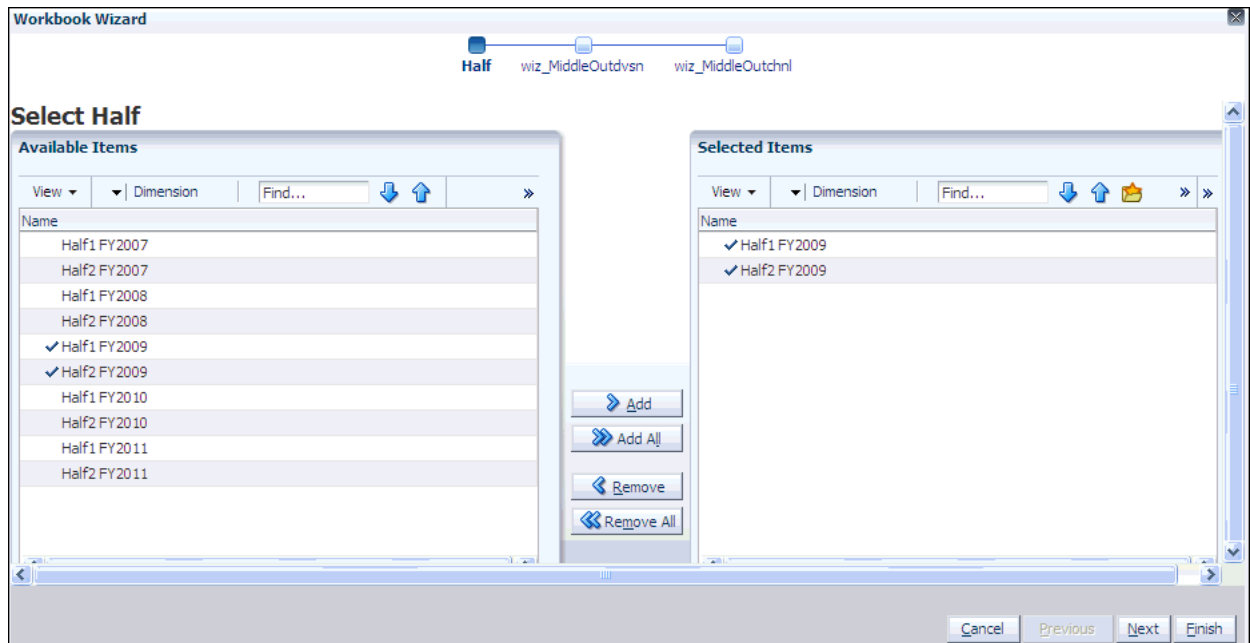 Workbook Wizard
Half wiz_MiddleOutdvsn wiz_MiddleOutchnl
Select Half
Available Items
View Dimension Find... »
Name
Half1 FY2007
Half2 FY2007
Half1 FY2008
Half2 FY2008
Half1 FY2009
Half2 FY2009
Half1 FY2010
Half2 FY2010
Half1 FY2011
Half2 FY2011
Add
Add All
Remove
Remove All
Selected Items
View Dimension Find... » »
Name
Half1 FY2009
Half2 FY2009
Cancel Previous Next Finish